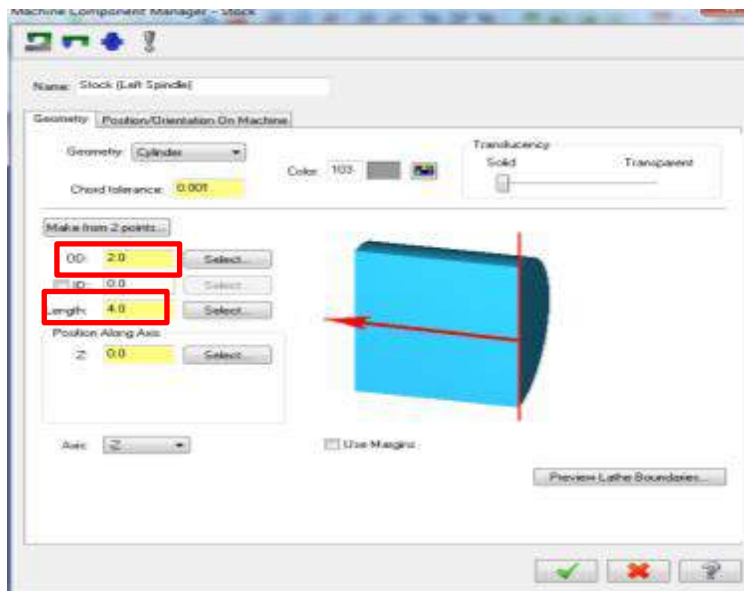 Machine Component Manager - Stock
Name: Stock (Left Spindle)
Geometry Position/Orientation On Machine
Geometry: Cylinder
Color: 103
Translucency
Solid Transparent
Chord tolerance: 0.001
Make from 2 points...
OD: 2.0 Select...
ID: 0.0 Select...
Length: 4.0 Select...
Position Along Axis
Z: 0.0 Select...
Axis: Z
Use Margins
Preview Lathe Boundaries...